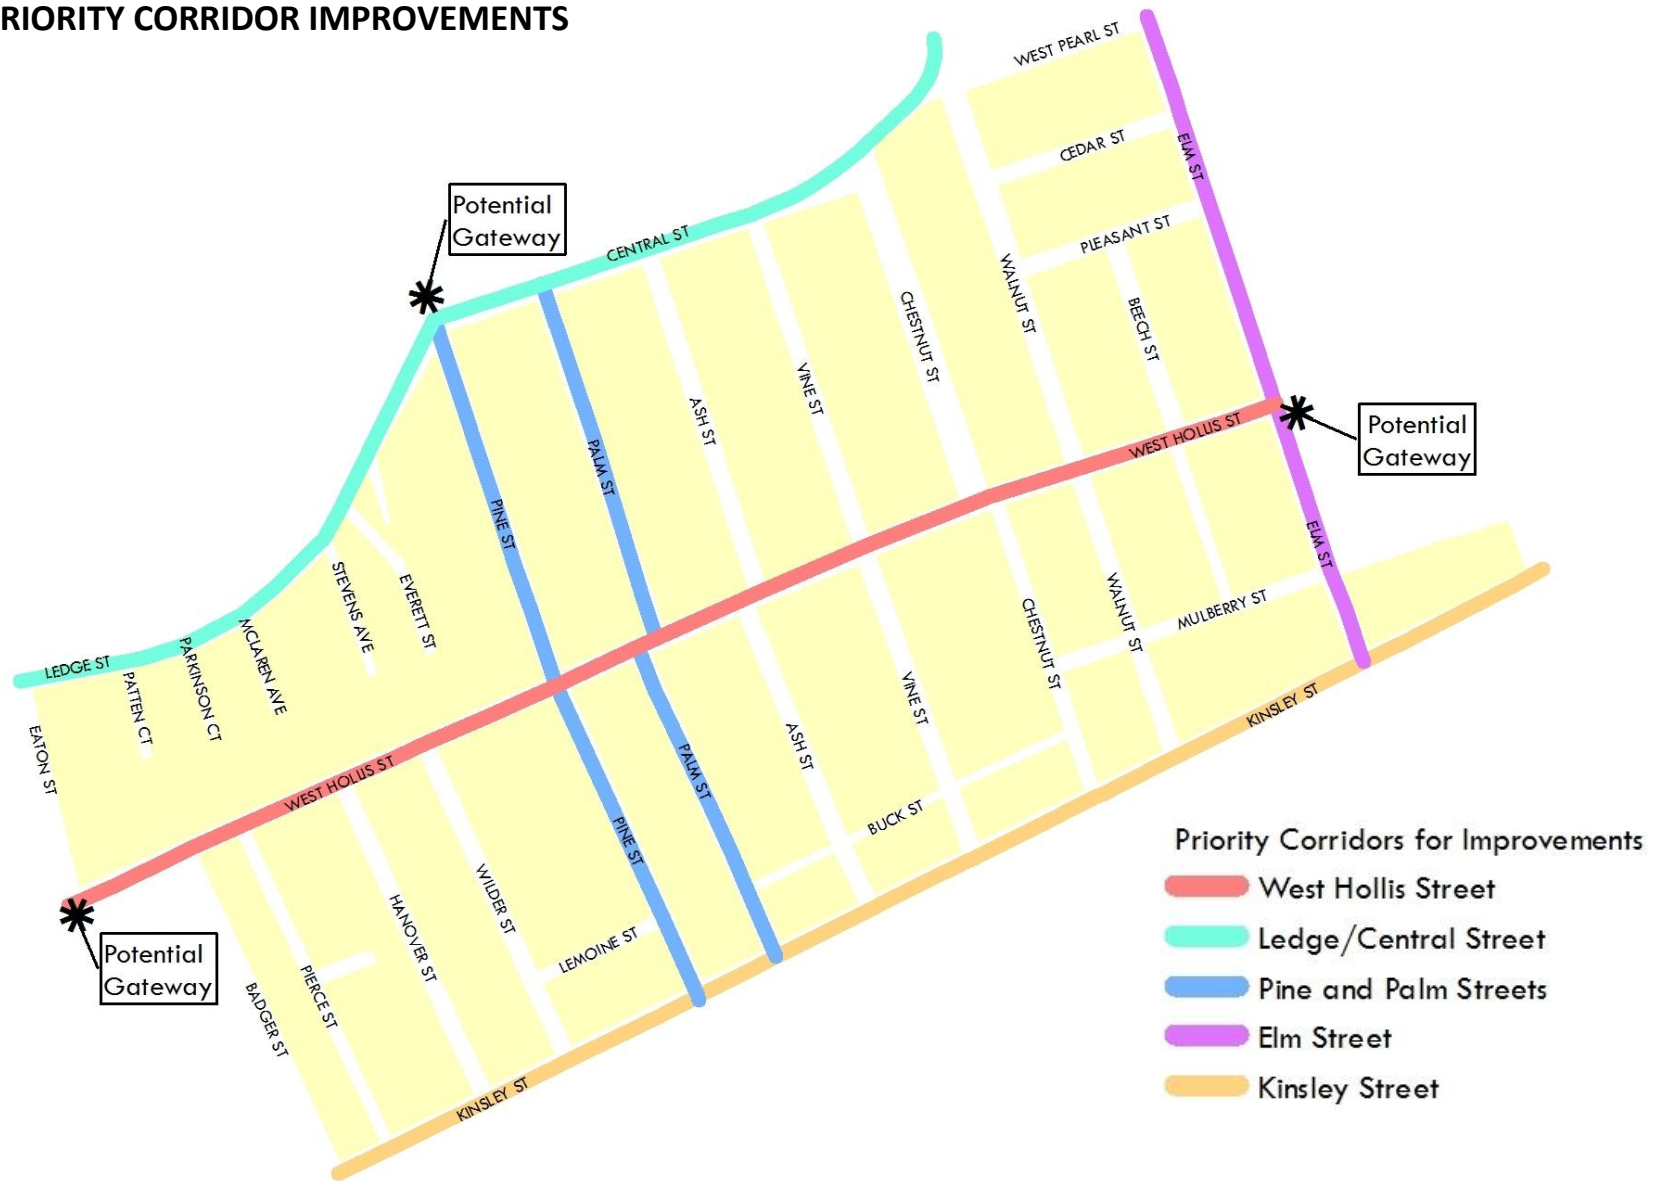 RIORITY CORRIDOR IMPROVEMENTS
WEST PEARL ST
CEDAR ST
ELM ST
Potential
Gateway
CENTRAL ST
PLEASANT ST
WALNUT ST
CHESTNUT ST
BEECH ST
VINE ST
ASH ST
PALM ST
PINE ST
WEST HOLLIS ST
Potential
Gateway
ELM ST
STEVENS AVE
EVERETT ST
MCLAREN AVE
PARKINSON CT
LEDGE ST
PATTEN CT
EATON ST
WALNUT ST
MULBERRY ST
CHESTNUT ST
VINE ST
KINSLEY ST
ASH ST
PALM ST
WEST HOLLIS ST
BUCK ST
PINE ST
WILDER ST
HANOVER ST
LEMOINE ST
Potential
Gateway
PIERCE ST
BADGER ST
KINSLEY ST
Priority Corridors for Improvements
West Hollis Street
Ledge/Central Street
Pine and Palm Streets
Elm Street
Kinsley Street